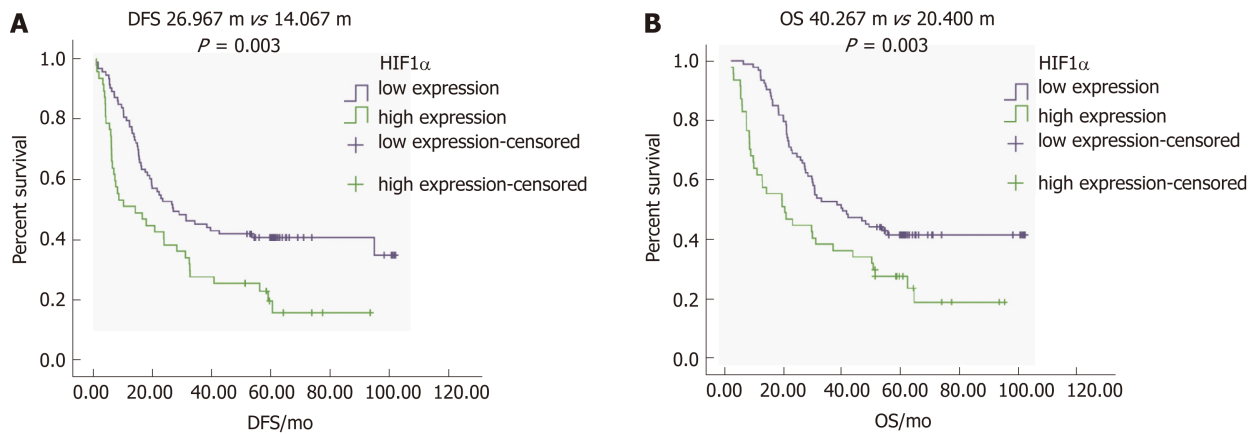 A
DFS 26.967 m vs 14.067 m
P = 0.003
HIF1α
low expression
high expression
low expression-censored
high expression-censored
Percent survival
1.0
0.8
0.6
0.4
0.2
0.0
0.00 20.00 40.00 60.00 80.00 100.00 120.00
DFS/mo
B
OS 40.267 m vs 20.400 m
P = 0.003
HIF1α
low expression
high expression
low expression-censored
high expression-censored
Percent survival
1.0
0.8
0.6
0.4
0.2
0.0
0.00 20.00 40.00 60.00 80.00 100.00 120.00
OS/mo